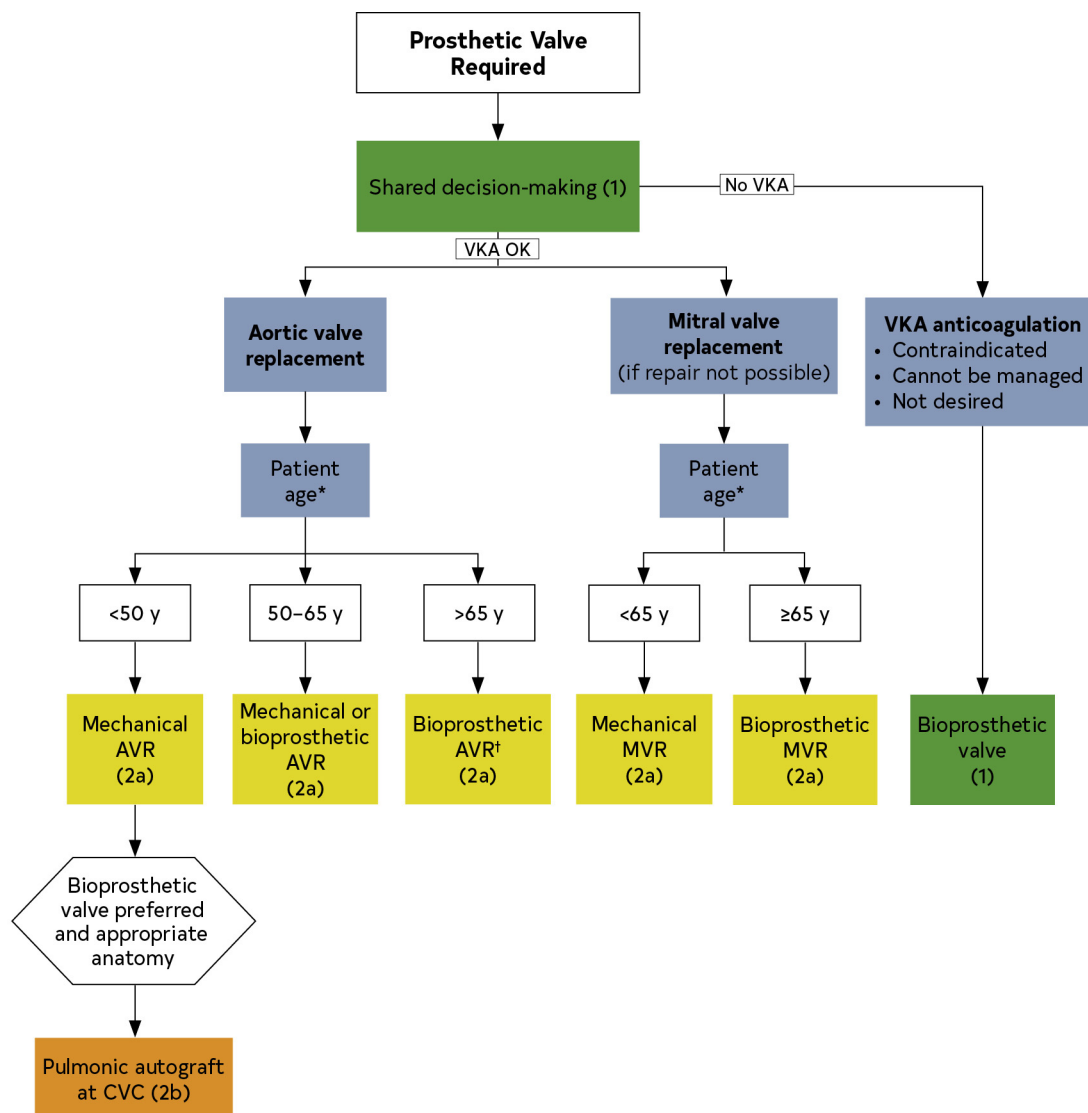 Prosthetic Valve
Required
Shared decision-making (1)
No VKA
VKA OK
Aortic valve
replacement
Mitral valve
replacement
(if repair not possible)
VKA anticoagulation
• Contraindicated
• Cannot be managed
• Not desired
Patient
age*
Patient
age*
<50 y
50–65 y
>65 y
<65 y
≥65 y
Mechanical
AVR
(2a)
Mechanical or
bioprosthetic
AVR
(2a)
Bioprosthetic
AVR†
(2a)
Mechanical
MVR
(2a)
Bioprosthetic
MVR
(2a)
Bioprosthetic
valve
(1)
Bioprosthetic
valve preferred
and appropriate
anatomy
Pulmonic autograft
at CVC (2b)